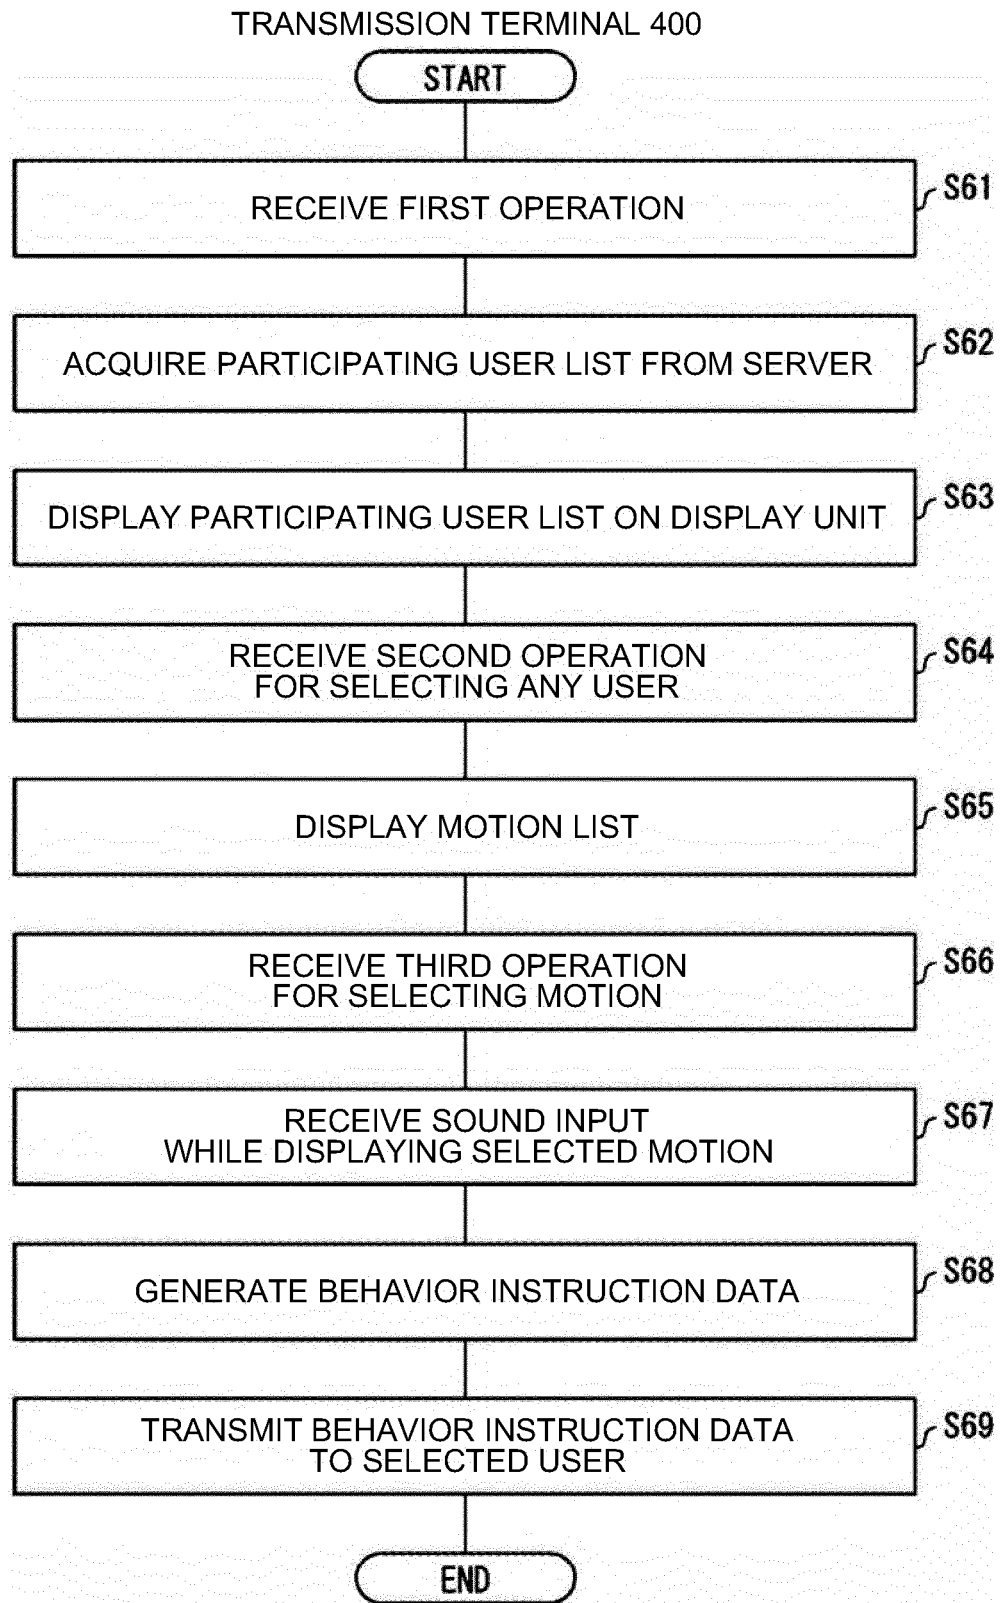 TRANSMISSION TERMINAL 400
START
RECEIVE FIRST OPERATION
S61
ACQUIRE PARTICIPATING USER LIST FROM SERVER
S62
DISPLAY PARTICIPATING USER LIST ON DISPLAY UNIT
S63
RECEIVE SECOND OPERATION
FOR SELECTING ANY USER
S64
DISPLAY MOTION LIST
S65
RECEIVE THIRD OPERATION
FOR SELECTING MOTION
S66
RECEIVE SOUND INPUT
WHILE DISPLAYING SELECTED MOTION
S67
GENERATE BEHAVIOR INSTRUCTION DATA
S68
TRANSMIT BEHAVIOR INSTRUCTION DATA
TO SELECTED USER
S69
END